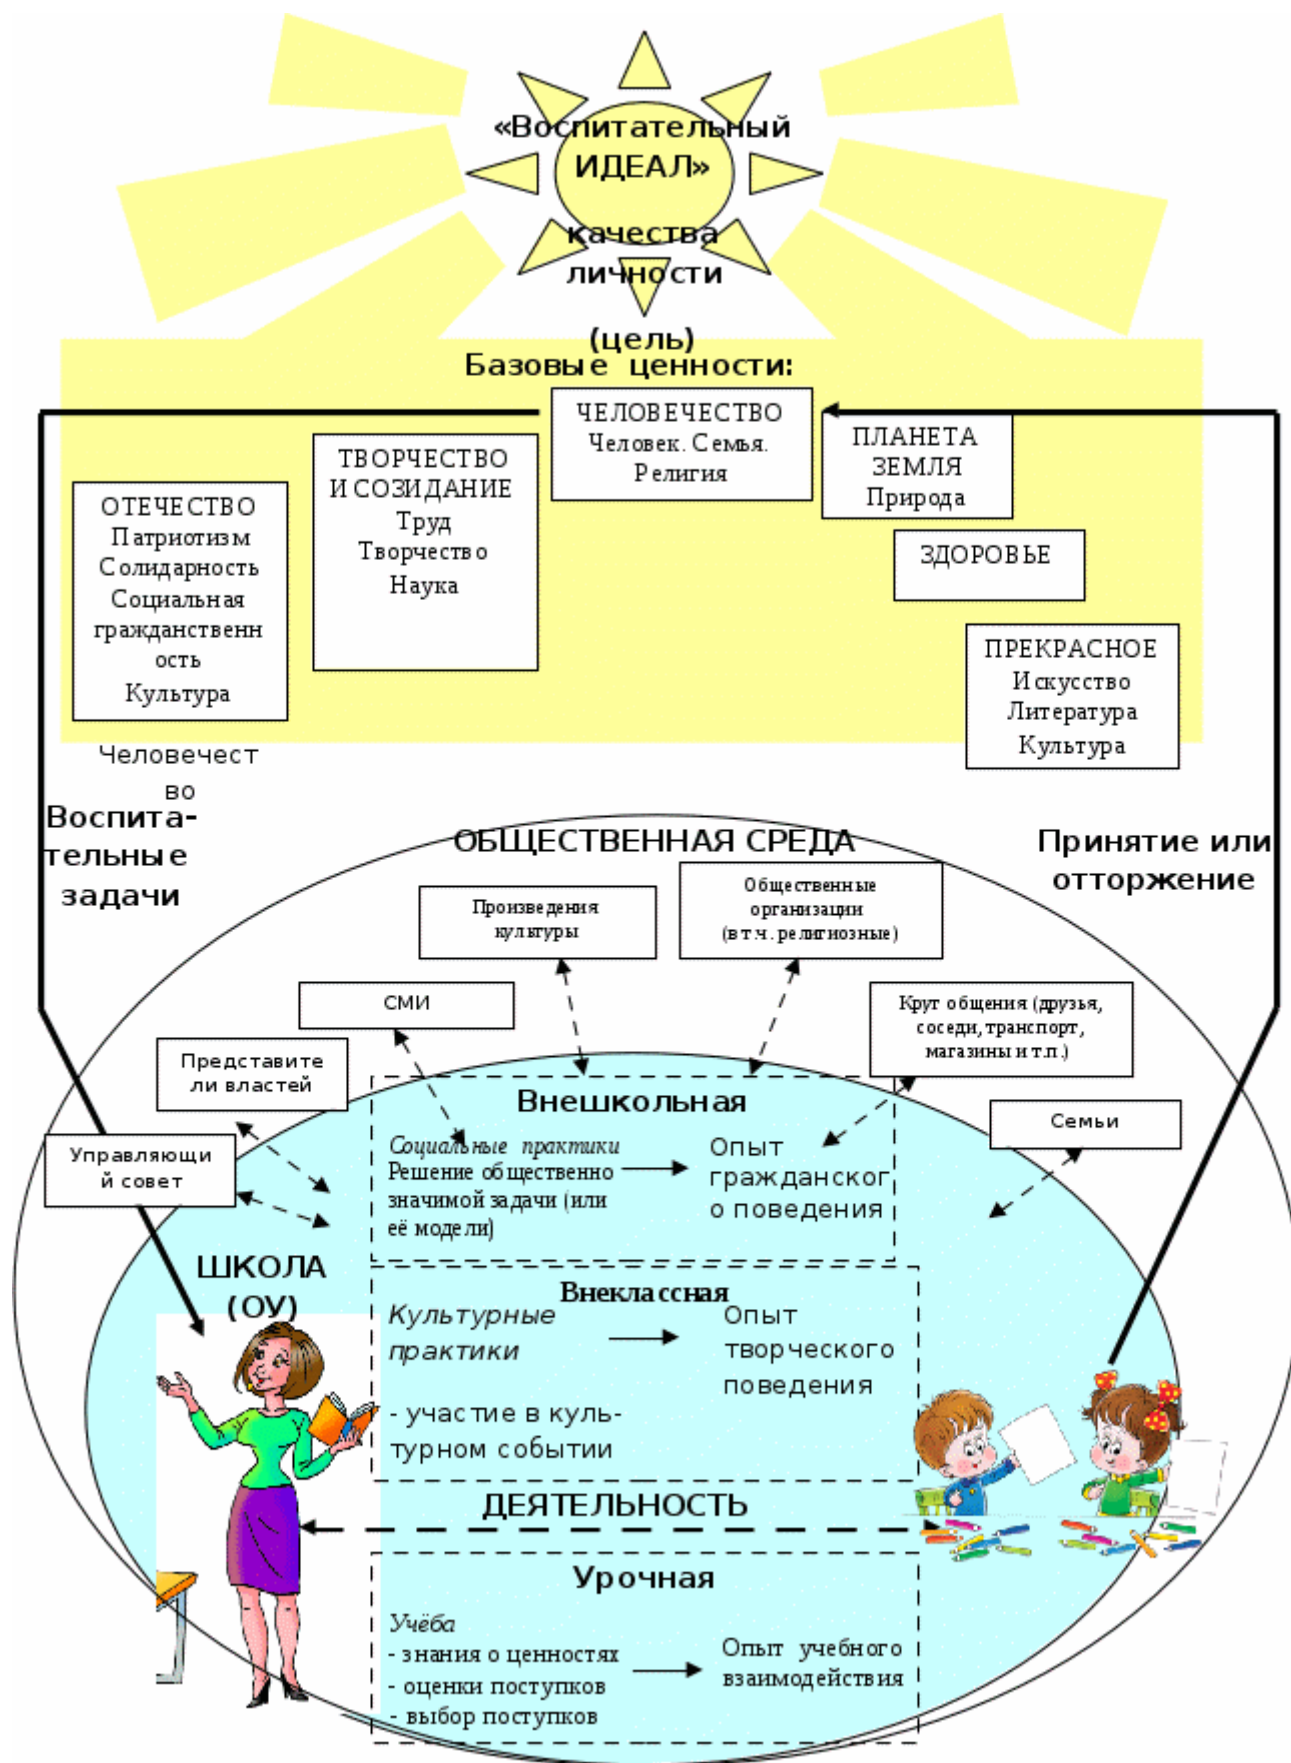 «Воспитательный
ИДЕАЛ»
качества
личности
(цель)
Базовые ценности:
ЧЕЛОВЕЧЕСТВО
Человек. Семья.
Религия
ПЛАНЕТА
ЗЕМЛЯ
Природа
ТВОРЧЕСТВО
И СОЗИДАНИЕ
Труд
Творчество
Наука
ОТЕЧЕСТВО
Патриотизм
Солидарность
Социальная
гражданственн
ость
Культура
ЗДОРОВЬЕ
ПРЕКРАСНОЕ
Искусство
Литература
Культура
Человечест
во
Воспита-
тельные
задачи
Принятие или
отторжение
ОБЩЕСТВЕННАЯ СРЕДА
Общественные
организации
(в т.ч. религиозные)
Произведения
культуры
СМИ
Круг общения (друзья,
соседи, транспорт,
магазины и т.п.)
Представите
ли властей
Семьи
Управляющи
й совет
Внешкольная
Социальные практики
Решение общественно
значимой задачи (или
её модели)
Опыт
гражданског
о поведения
ШКОЛА
(ОУ)
Внеклассная
Культурные
практики
- участие в куль-
турном событии
Опыт
творческого
поведения
ДЕЯТЕЛЬНОСТЬ
Урочная
Учёба
- знания о ценностях
- оценки поступков
- выбор поступков
Опыт учебного
взаимодействия